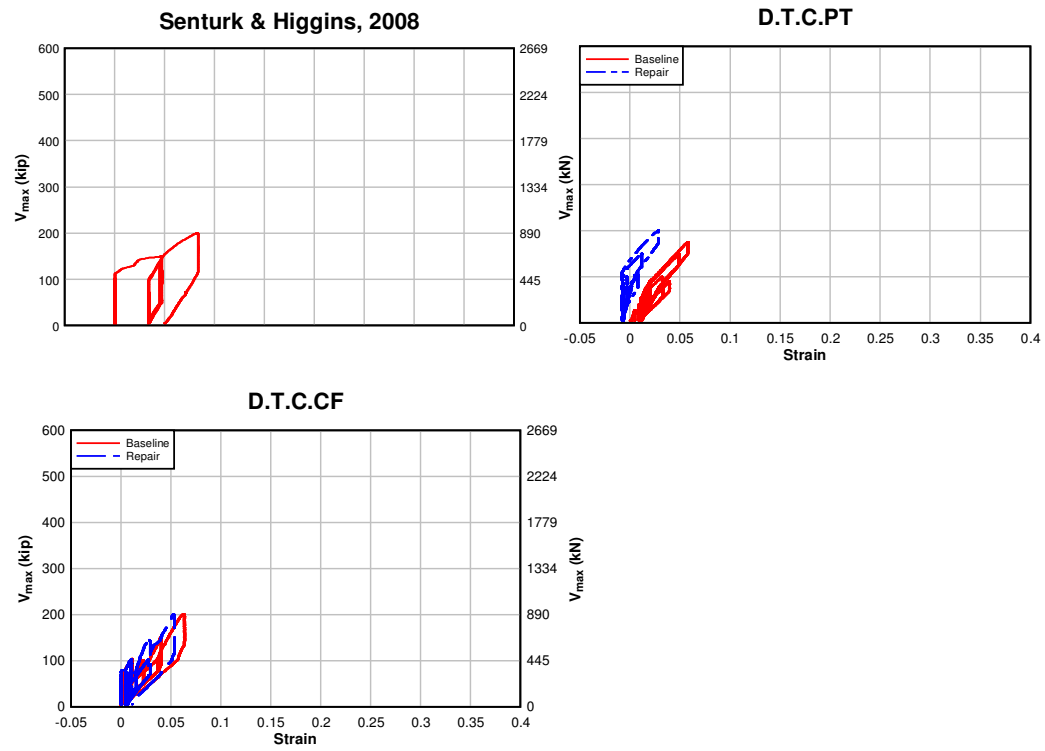 Senturk & Higgins, 2008
600
500
400
300
200
100
0
Vmax (kip)
2669
2224
1779
1334
890
445
0
Vmax (kN)
D.T.C.PT
Baseline
Repair
-0.05 0 0.05 0.1 0.15 0.2 0.25 0.3 0.35 0.4
Strain
D.T.C.CF
Baseline
Repair
600
500
400
300
200
100
0
Vmax (kip)
2669
2224
1779
1334
890
445
0
Vmax (kN)
-0.05 0 0.05 0.1 0.15 0.2 0.25 0.3 0.35 0.4
Strain